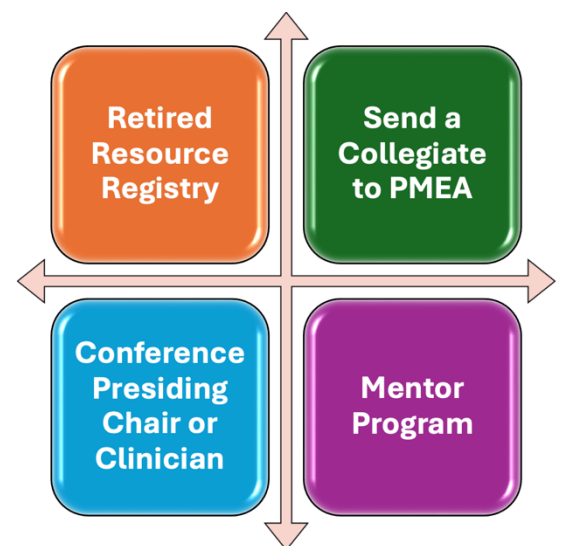 Retired
Resource
Registry
Send a
Collegiate
to PMEA
Conference
Presiding
Chair or
Clinician
Mentor
Program